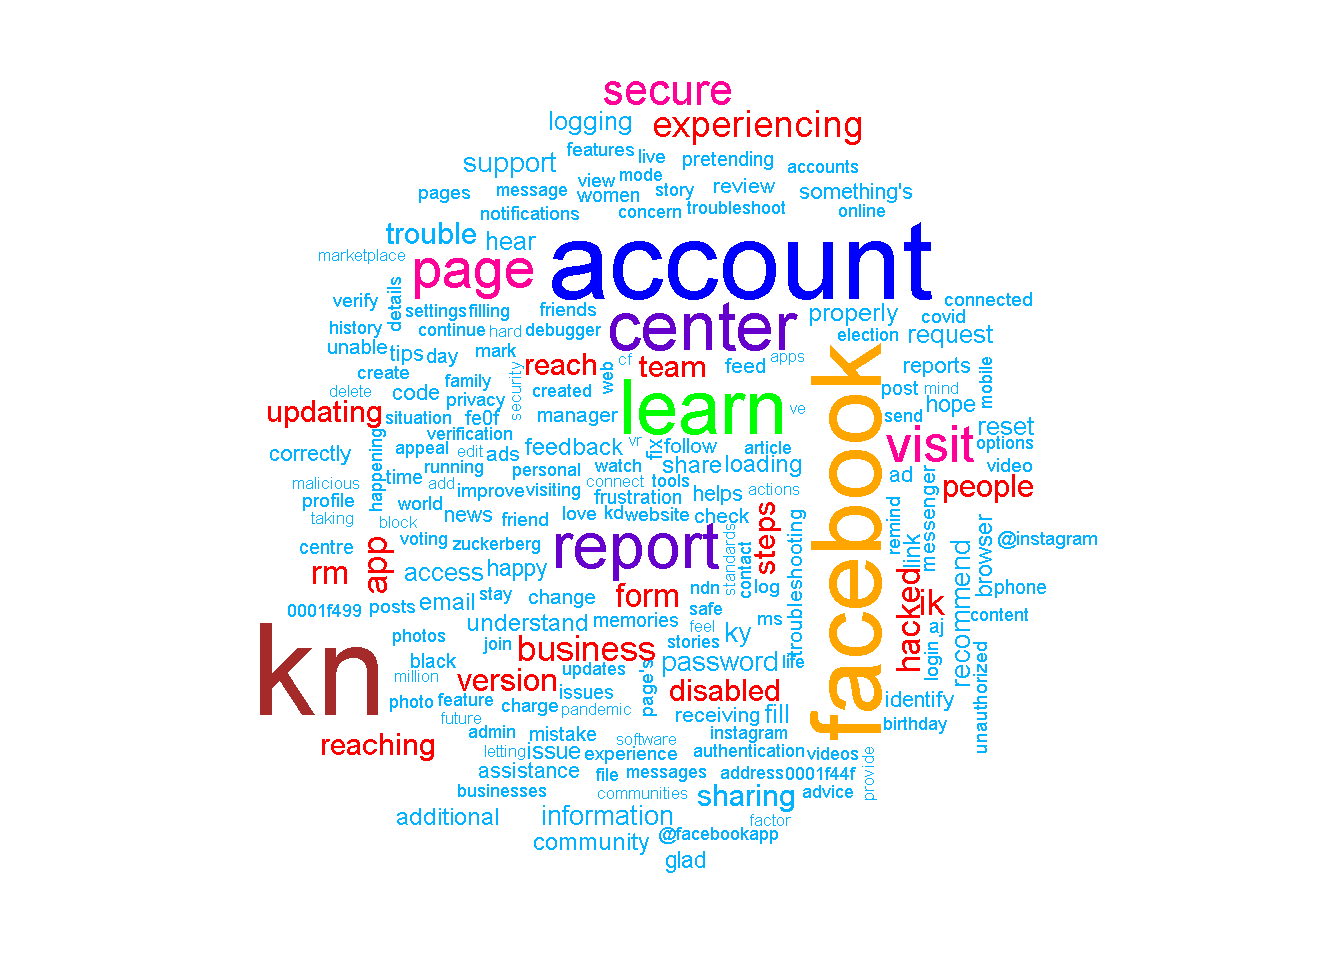 secure
logging experiencing
features live pretending accounts
support view mode review something's
pages message women story
notifications concern troubleshoot online
trouble hear account
marketplace page
verify details settings filling friends center properly connected
history continue hard debugger covid
unable tips day mark election request
reach cf team feed apps reports
create family web facebook post mind mobile
delete code privacy security created learn
updating situation fe0f manager ve send hope reset
verification feedback vr fix follow article visit options
correctly appeal edit ads
happening time running personal watch share loading ad video
malicious add improve visiting connect tools people
profile world frustration helps actions messenger
taking block news friend love kd website check remind
centre voting zuckerberg report standards steps link @instagram
rm app access happy contact troubleshooting browser
ndn log hacked recommend phone
0001f499 posts email stay change form safe ik
understand memories feel ky ms aj content
kn photos join business stories
black updates page's password life login unauthorized
million version issues disabled identify
photo feature charge pandemic receiving fill birthday
future
reaching admin mistake software instagram
letting issue experience authentication videos provide
assistance file messages address 0001f44f
businesses communities sharing advice
additional information factor
community @facebookapp
glad